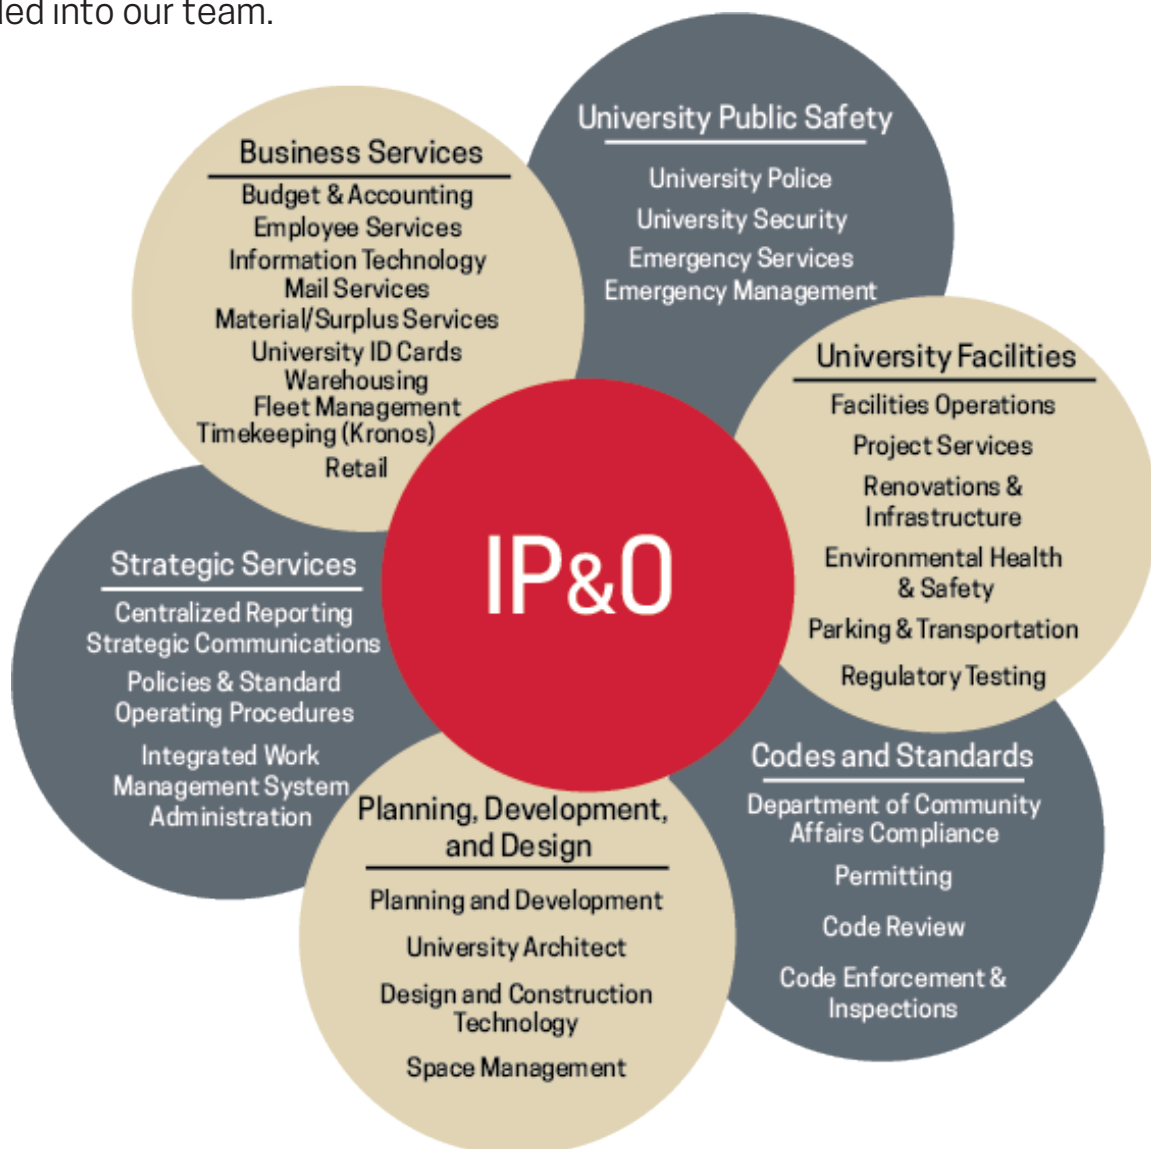 into our team.
University Public Safety
University Police
University Security
Emergency Services
Emergency Management
Business Services
Budget & Accounting
Employee Services
Information Technology
Mail Services
Material/Surplus Services
University ID Cards
Warehousing
Fleet Management
Timekeeping (Kronos)
Retail
University Facilities
Facilities Operations
Project Services
Renovations &
Infrastructure
Environmental Health
& Safety
Parking & Transportation
Regulatory Testing
IP&O
Strategic Services
Centralized Reporting
Strategic Communications
Policies & Standard
Operating Procedures
Integrated Work
Management System
Administration
Codes and Standards
Department of Community
Affairs Compliance
Permitting
Code Review
Code Enforcement &
Inspections
Planning, Development,
and Design
Planning and Development
University Architect
Design and Construction
Technology
Space Management